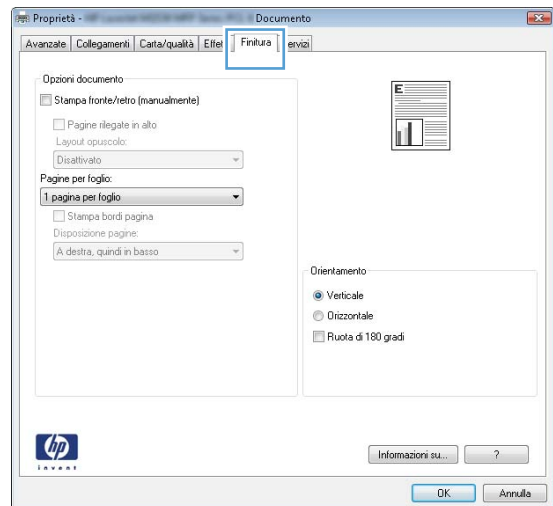 Proprietà - Documento
Avanzate Collegamenti Carta/qualità Effet Finitura ervizi
Opzioni documento
Stampa fronte/retro (manualmente)
Pagine rilegate in alto
Layout opuscolo:
Disattivato
Pagine per foglio:
1 pagina per foglio
Stampa bordi pagina
Disposizione pagine:
A destra, quindi in basso
E
Orientamento
Verticale
Orizzontale
Ruota di 180 gradi
hp
invent
Informazioni su... ?
OK Annulla